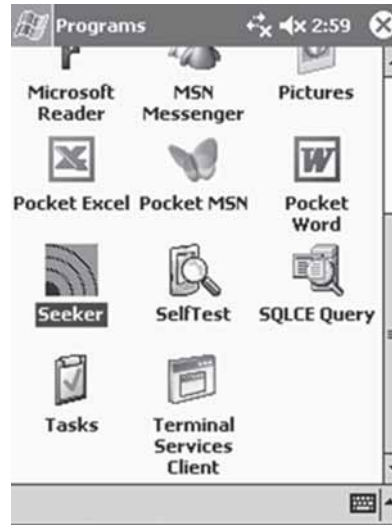 Programs 2:59
Microsoft Reader
MSN Messenger
Pictures
Pocket Excel
Pocket MSN
Pocket Word
Seeker
SelfTest
SQLCE Query
Tasks
Terminal Services Client